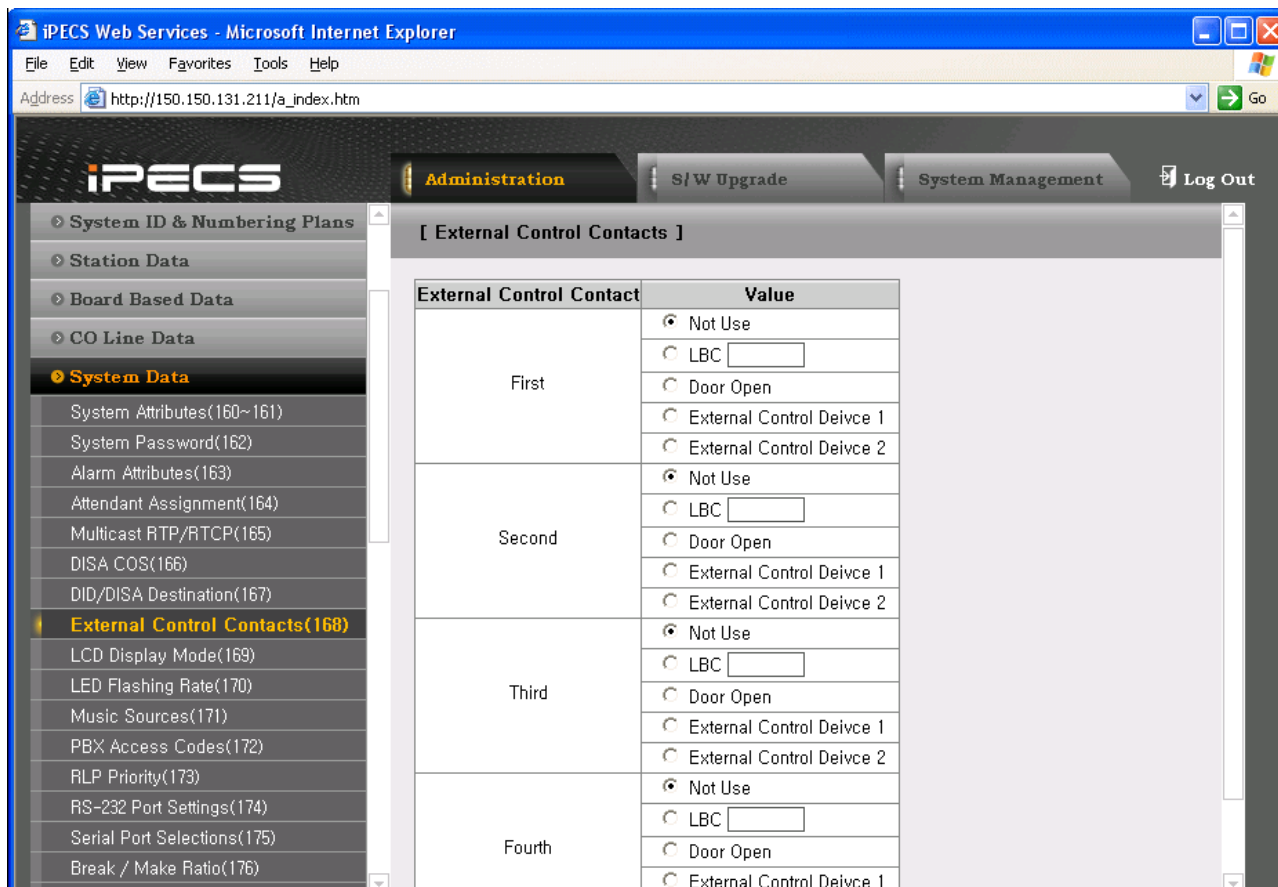 iPECS Web Services - Microsoft Internet Explorer
File Edit View Favorites Tools Help
Address http://150.150.131.211/a_index.htm Go
iPECS Administration S/W Upgrade System Management Log Out
System ID & Numbering Plans
Station Data
Board Based Data
CO Line Data
System Data
System Attributes(160~161)
System Password(162)
Alarm Attributes(163)
Attendant Assignment(164)
Multicast RTP/RTCP(165)
DISA COS(166)
DID/DISA Destination(167)
External Control Contacts(168)
LCD Display Mode(169)
LED Flashing Rate(170)
Music Sources(171)
PBX Access Codes(172)
RLP Priority(173)
RS-232 Port Settings(174)
Serial Port Selections(175)
Break / Make Ratio(176)
[ External Control Contacts ]
External Control Contact Value
First
Not Use
LBC
Door Open
External Control Deivce 1
External Control Deivce 2
Second
Not Use
LBC
Door Open
External Control Deivce 1
External Control Deivce 2
Third
Not Use
LBC
Door Open
External Control Deivce 1
External Control Deivce 2
Fourth
Not Use
LBC
Door Open
External Control Deivce 1